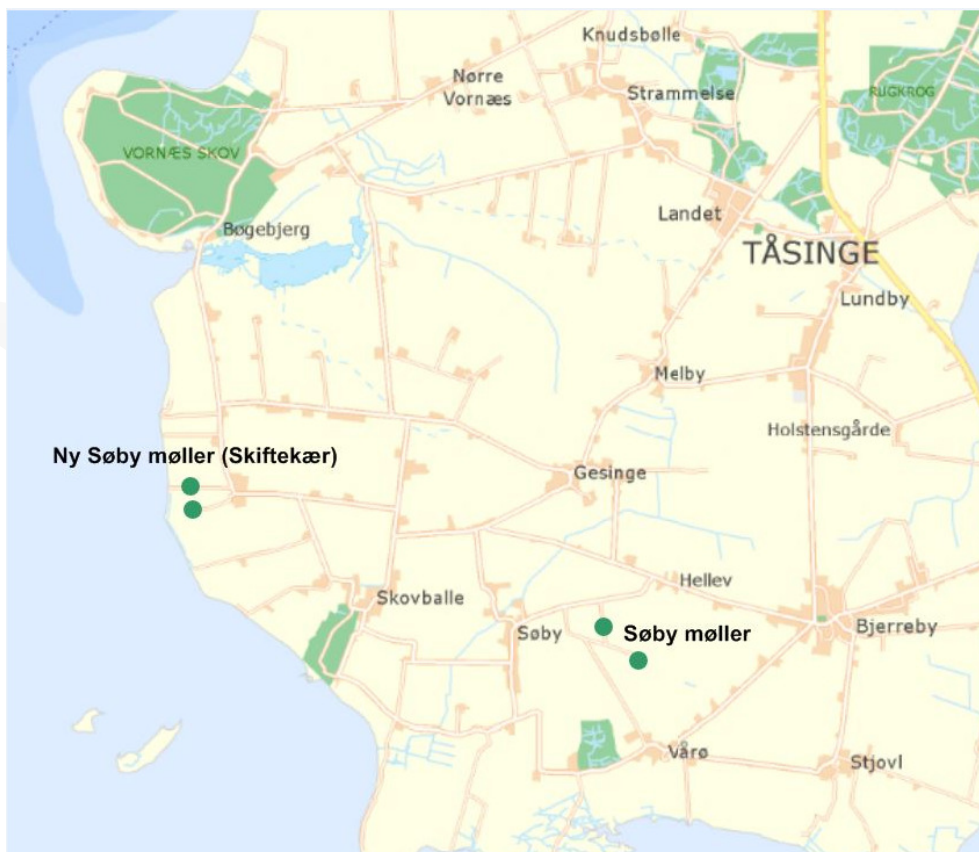 Knudsbølle
Nørre
Vornæs
Strammelse
RUGKROG
VORNÆS SKOV
Landet
Bøgebjerg
TÅSINGE
Lundby
Melby
Holstensgårde
Ny Søby møller (Skiftekær)
Gesinge
Hellev
Skovballe
Søby
Søby møller
Bjerreby
Vårø
Stjovl